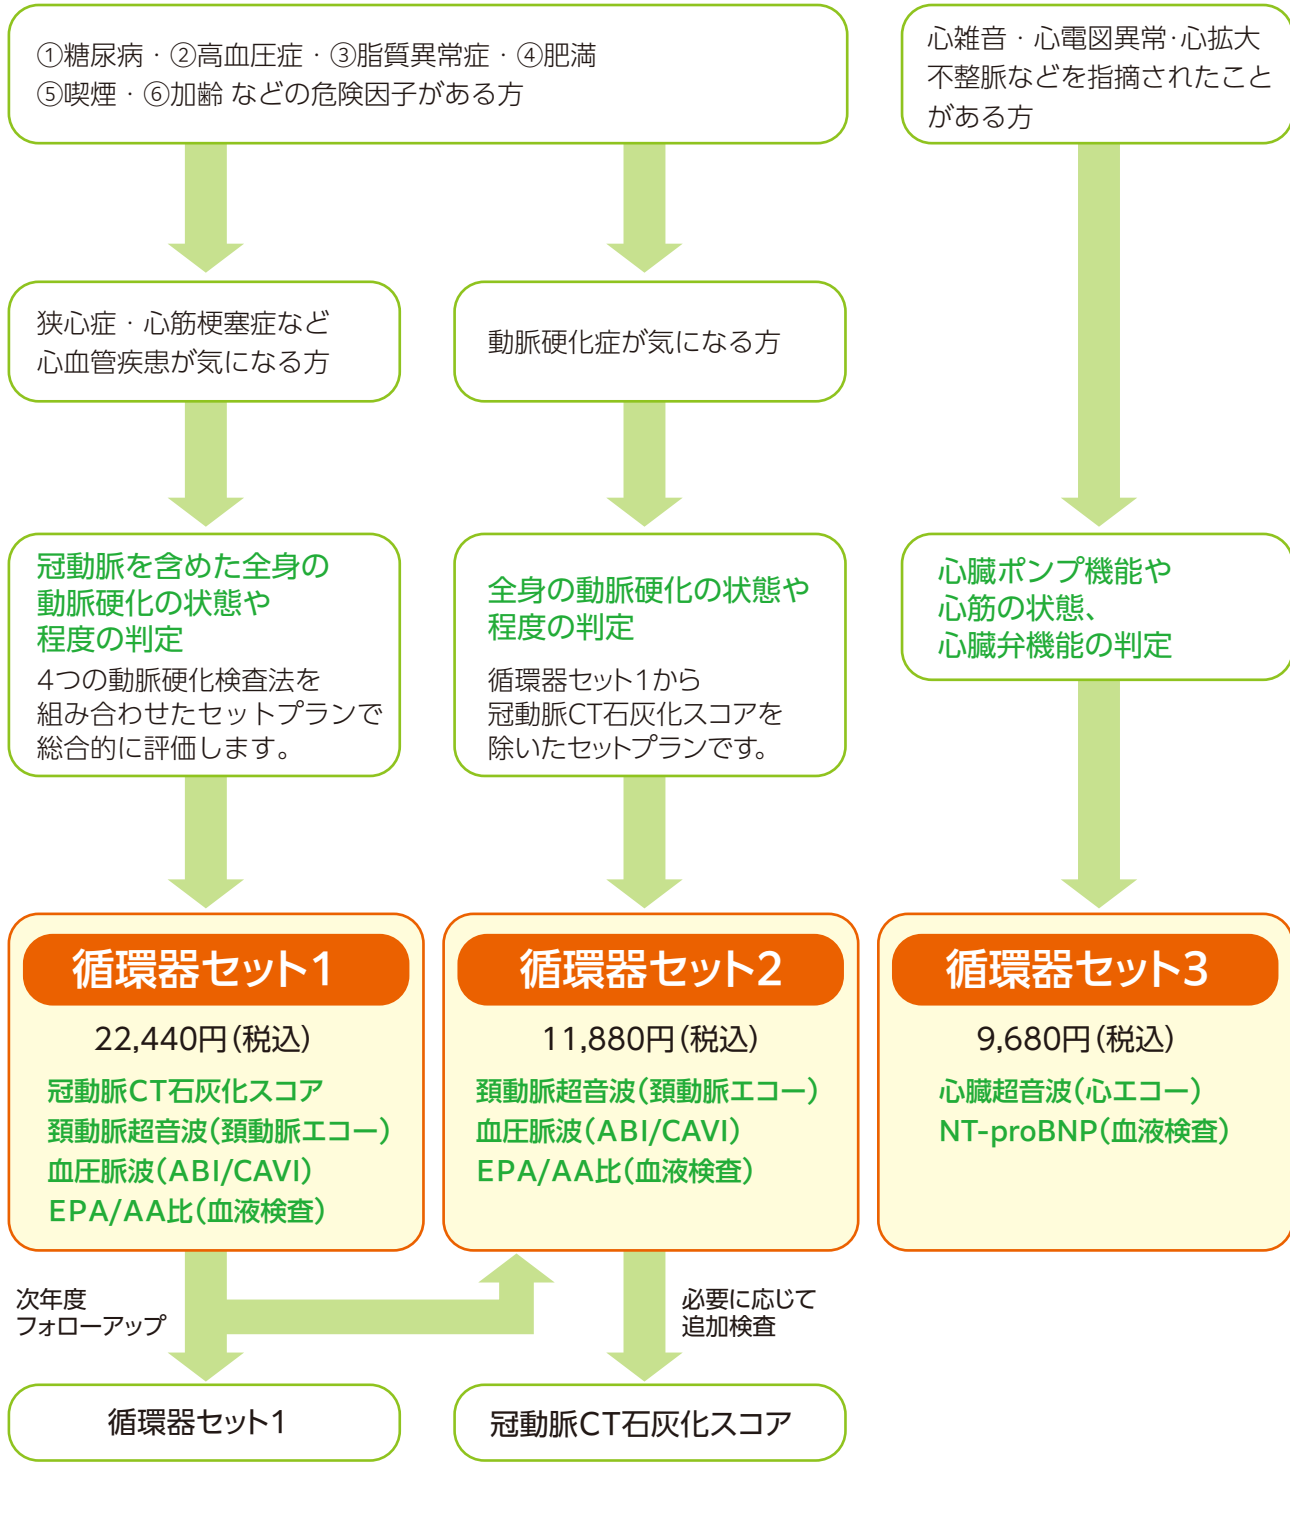 ①糖尿病・②高血圧症・③脂質異常症・④肥満
⑤喫煙・⑥加齢 などの危険因子がある方
心雑音・心電図異常・心拡大
不整脈などを指摘されたこと
がある方
狭心症・心筋梗塞症など
心血管疾患が気になる方
動脈硬化症が気になる方
冠動脈を含めた全身の
動脈硬化の状態や
程度の判定
4つの動脈硬化検査法を
組み合わせたセットプランで
総合的に評価します。
全身の動脈硬化の状態や
程度の判定
循環器セット1から
冠動脈CT石灰化スコアを
除いたセットプランです。
心臓ポンプ機能や
心筋の状態、
心臓弁機能の判定
循環器セット1
22,440円(税込)
冠動脈CT石灰化スコア
頚動脈超音波(頚動脈エコー)
血圧脈波(ABI/CAVI)
EPA/AA比(血液検査)
循環器セット2
11,880円(税込)
頚動脈超音波(頚動脈エコー)
血圧脈波(ABI/CAVI)
EPA/AA比(血液検査)
循環器セット3
9,680円(税込)
心臓超音波(心エコー)
NT-proBNP(血液検査)
次年度
フォローアップ
必要に応じて
追加検査
循環器セット1
冠動脈CT石灰化スコア